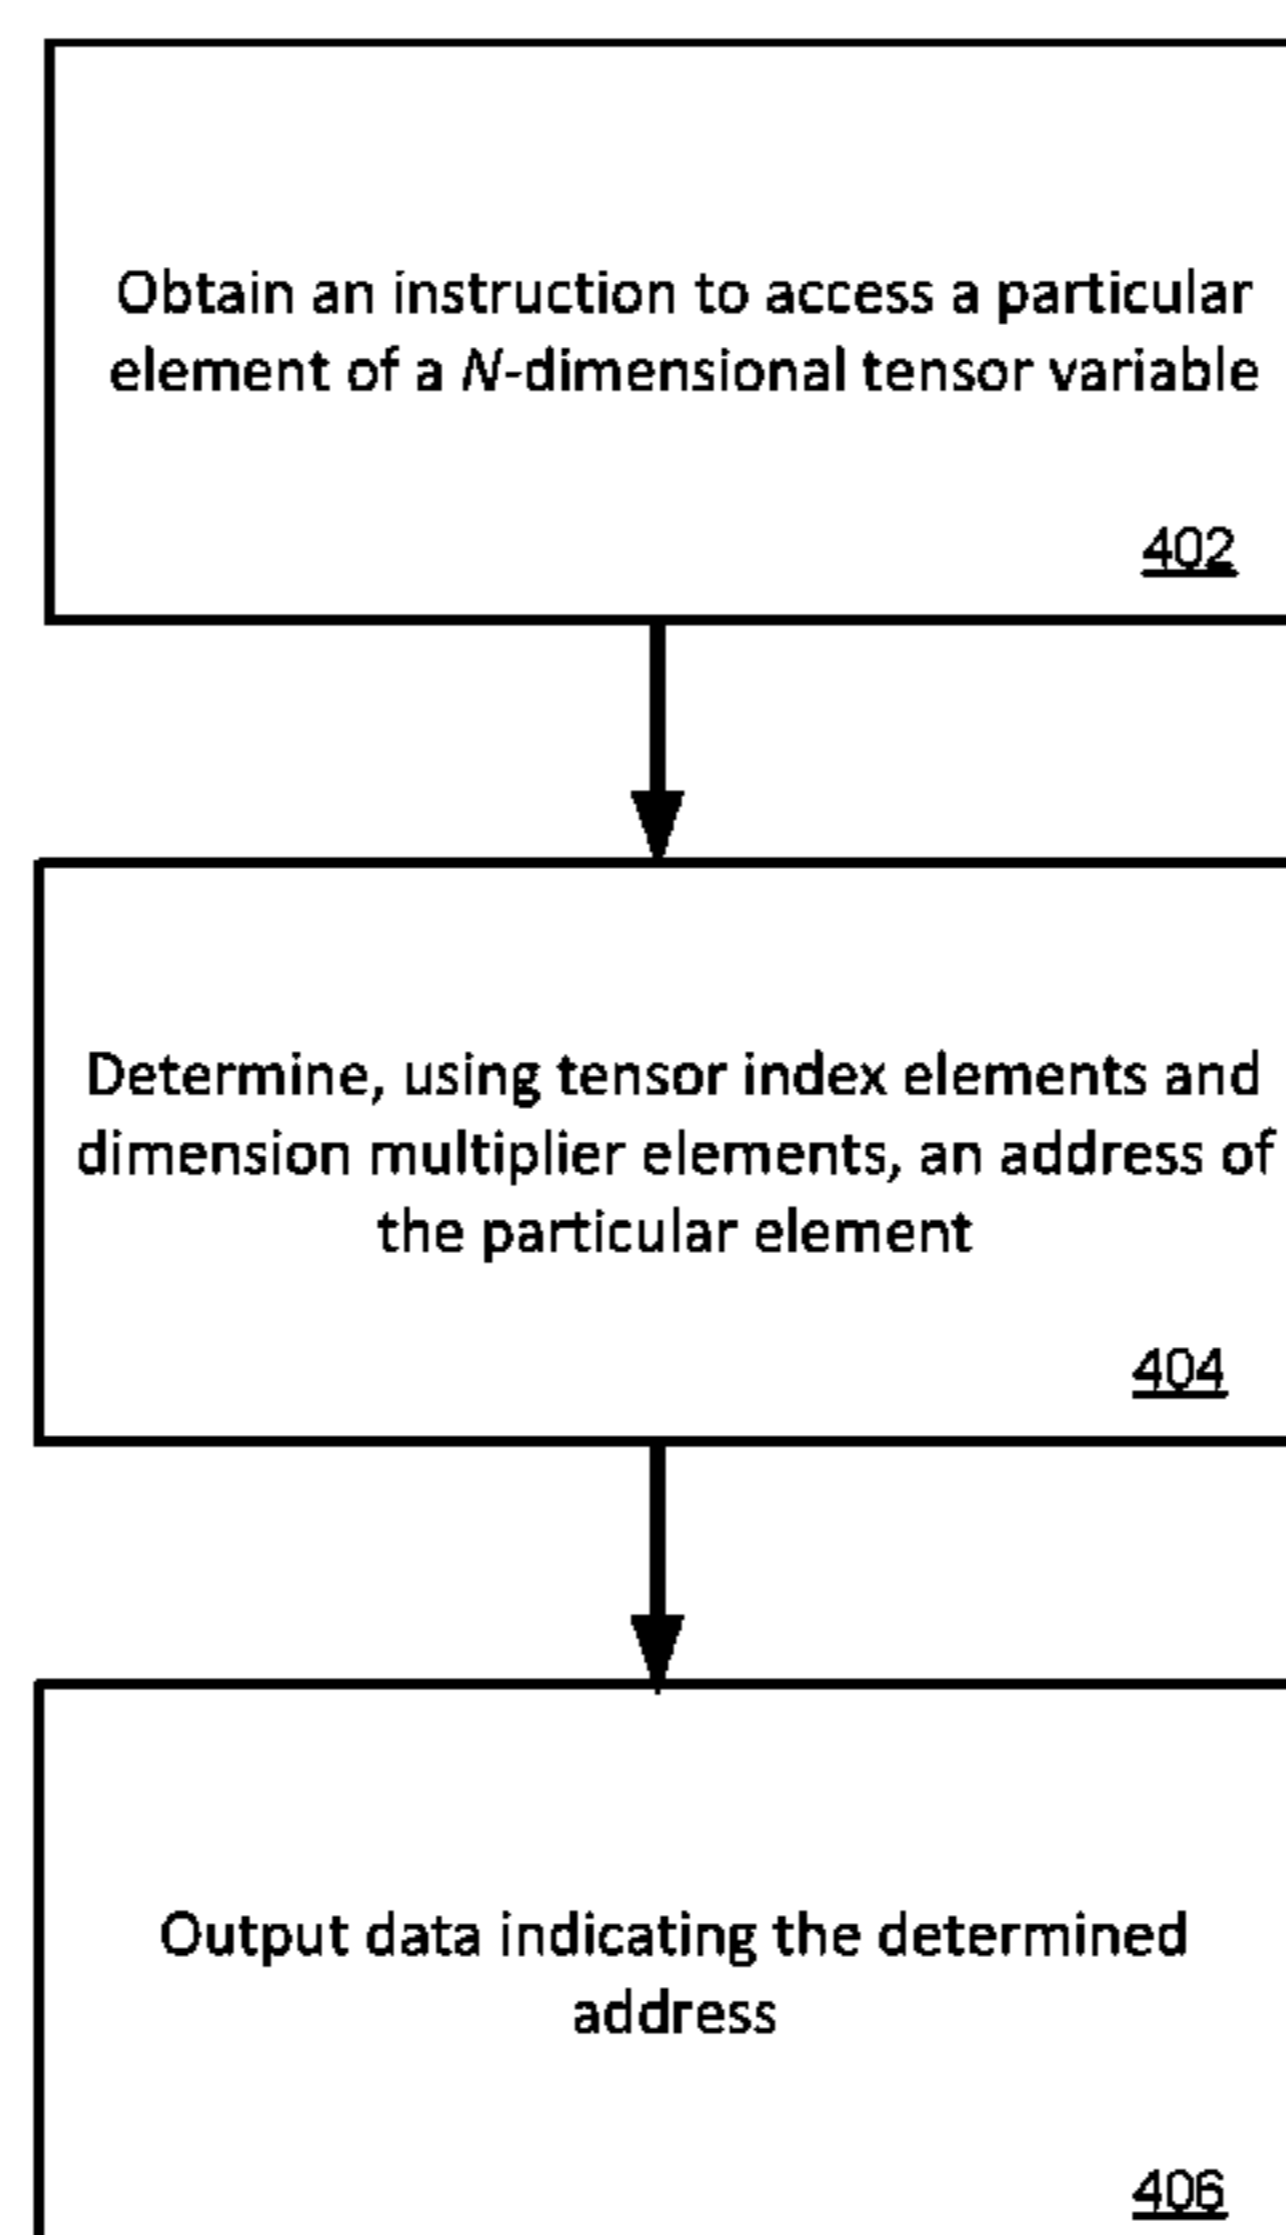 Obtain an instruction to access a particular
element of a N-dimensional tensor variable
402
Determine, using tensor index elements and
dimension multiplier elements, an address of
the particular element
404
Output data indicating the determined
address
406